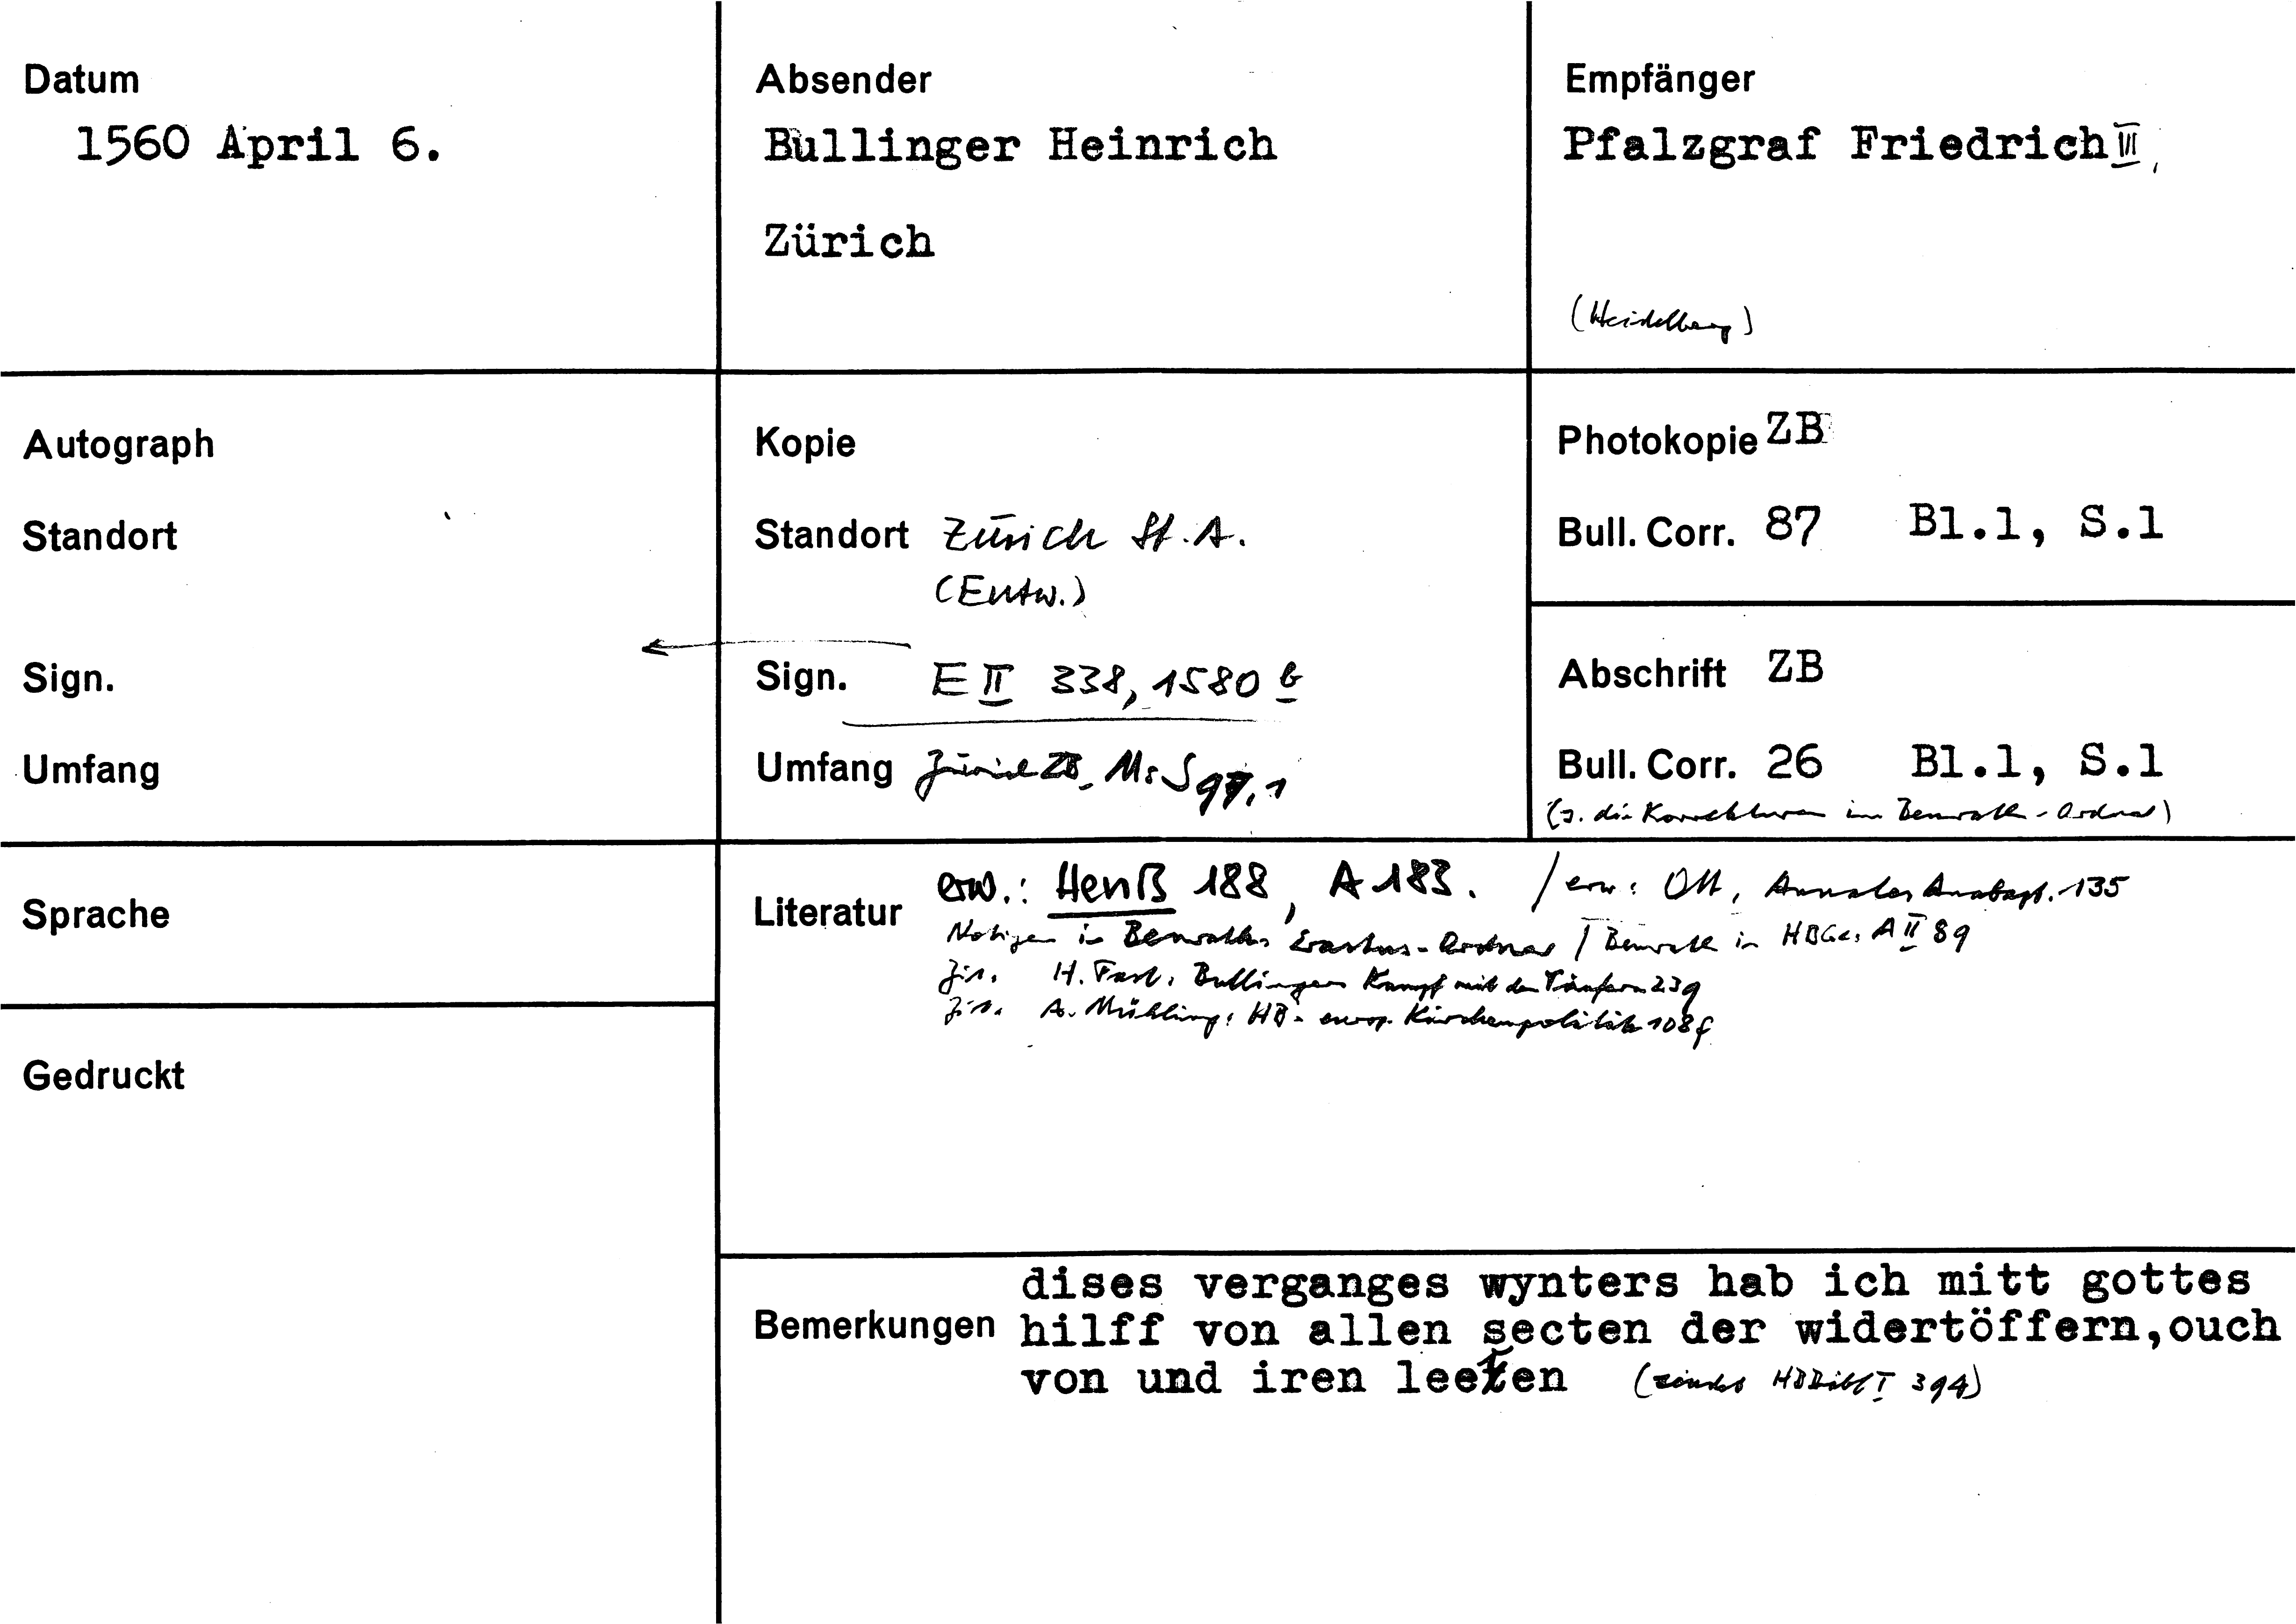 Datum
1560 April 6.
Absender
Bullinger Heinrich
Zürich
Empfänger
Pfalzgraf Friedrich III,
(Heidelberg)
Autograph
Standort
Sign.
Umfang
Kopie
Standort Zürich St.A.
(Entw.)
Sign. E II 338, 1580 b
Umfang Zürich ZB, Ms S 97, 1
Photokopie ZB
Bull. Corr. 87 Bl.1, S.1
Abschrift ZB
Bull. Corr. 26 Bl.1, S.1
(s. die Korrekturen im Benrath-Ordner)
Sprache
Gedruckt
Literatur erw.: Henß 188, A 183. / erw: Ott, Annales Anabapt. 135
Notizen in Benraths Erastus-Ordner / Benrath in HBGes A II 89
Zit. H. Fast, Bullingers Kampf mit den Täufern 239
Zit. A. Mühling, HB europ. Kirchenpolitik 108f
Bemerkungen
dises verganges wynters hab ich mitt gottes
hilff von allen secten der widertöffern,ouch
von und iren leeren ( HBBibl I 394)